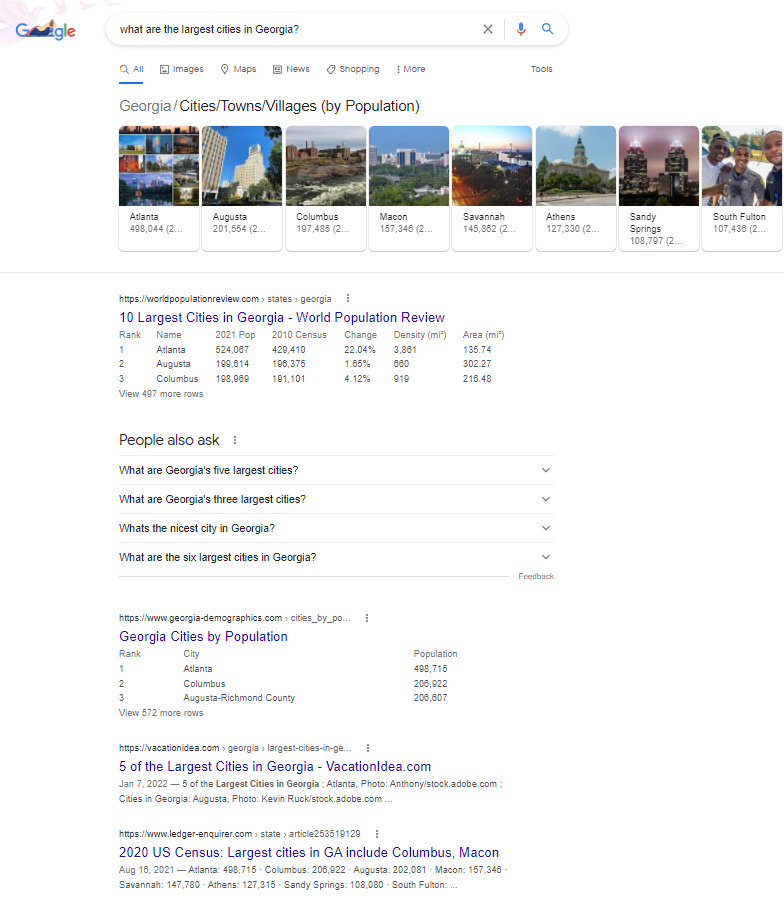 Google
what are the largest cities in Georgia?
All Images Maps News Shopping More Tools
Georgia / Cities/Towns/Villages (by Population)
Atlanta Augusta Columbus Macon Savannah Athens Sandy Springs South Fulton
498,044 (2... 201,554 (2... 197,485 (2... 157,346 (2... 145,862 (2... 127,330 (2... 108,797 (2... 107,436 (2...
https://worldpopulationreview.com › states › georgia
10 Largest Cities in Georgia - World Population Review
Rank Name 2021 Pop 2010 Census Change Density (mi²) Area (mi²)
1 Atlanta 524,067 429,410 22.04% 3,861 135.74
2 Augusta 199,614 196,375 1.65% 660 302.27
3 Columbus 198,969 191,101 4.12% 919 216.48
View 497 more rows
People also ask
What are Georgia's five largest cities?
What are Georgia's three largest cities?
Whats the nicest city in Georgia?
What are the six largest cities in Georgia?
Feedback
https://www.georgia-demographics.com › cities_by_po...
Georgia Cities by Population
Rank City Population
1 Atlanta 498,715
2 Columbus 206,922
3 Augusta-Richmond County 206,607
View 572 more rows
https://vacationidea.com › georgia › largest-cities-in-ge...
5 of the Largest Cities in Georgia - VacationIdea.com
Jan 7, 2022 — 5 of the Largest Cities in Georgia ; Atlanta, Photo: Anthony/stock.adobe.com ;
Cities in Georgia: Augusta, Photo: Kevin Ruck/stock.adobe.com ...
https://www.ledger-enquirer.com › state › article253519129
2020 US Census: Largest cities in GA include Columbus, Macon
Aug 16, 2021 — Atlanta: 498,715 · Columbus: 206,922 · Augusta: 202,081 · Macon: 157,346 ·
Savannah: 147,780 · Athens: 127,315 · Sandy Springs: 108,080 · South Fulton: ...